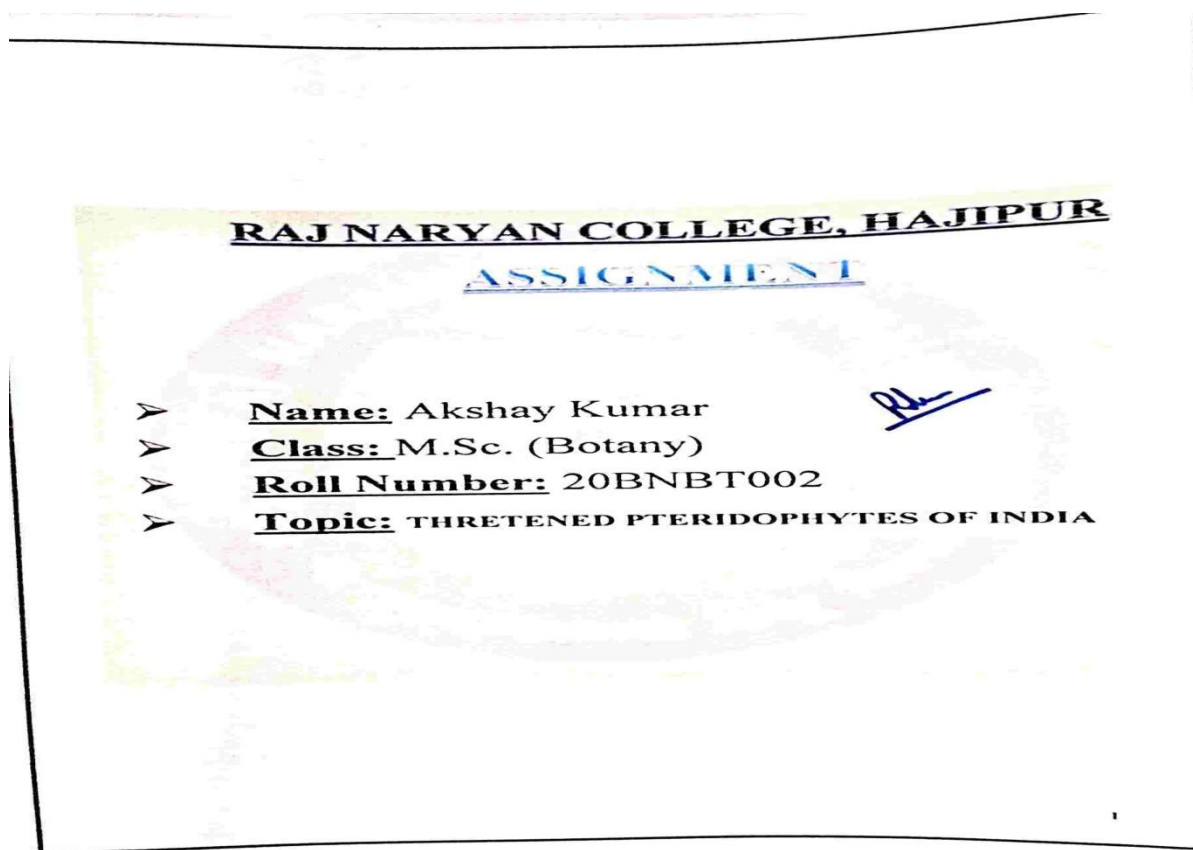 RAJ NARYAN COLLEGE, HAJIPUR
ASSIGNMENT
➢ Name: Akshay Kumar
➢ Class: M.Sc. (Botany)
➢ Roll Number: 20BNBT002
➢ Topic: THRETENED PTERIDOPHYTES OF INDIA
1